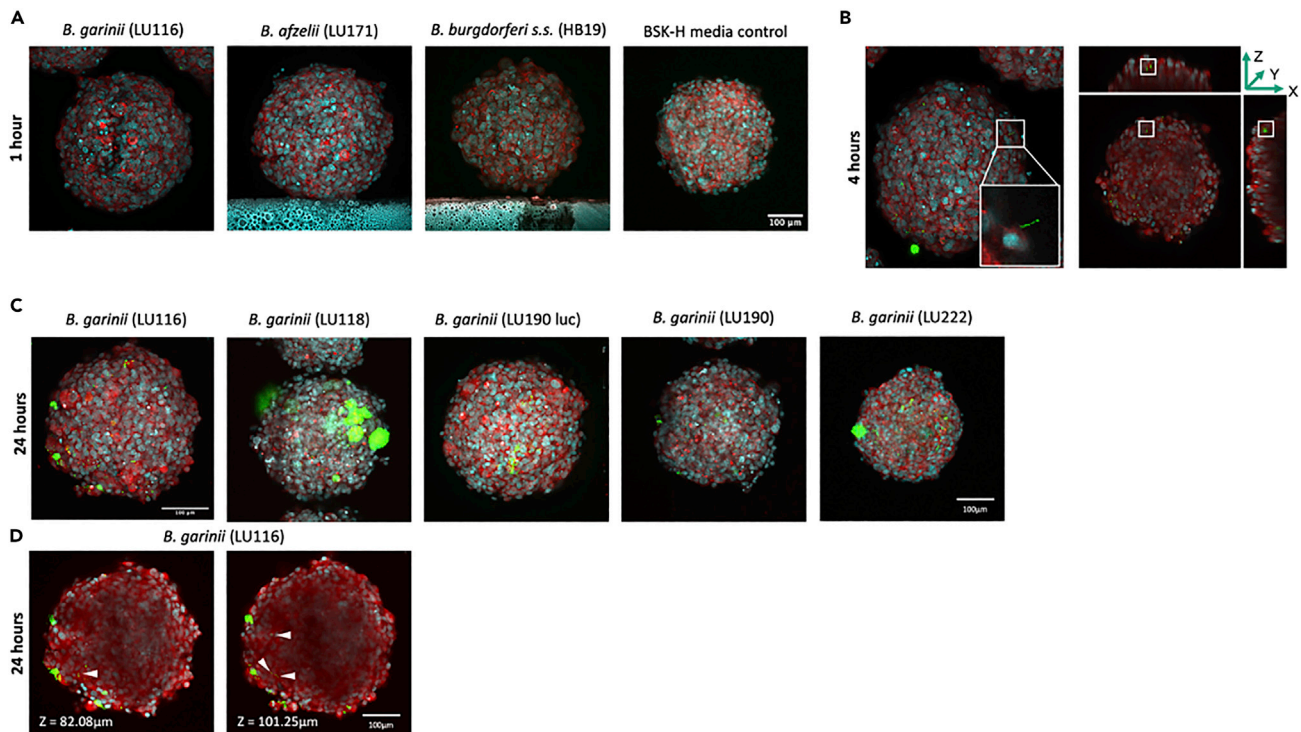 A
B. garinii (LU116)
B. afzelii (LU171)
B. burgdorferi s.s. (HB19)
BSK-H media control
1 hour
100 µm
B
4 hours
Z
Y
X
C
B. garinii (LU116)
B. garinii (LU118)
B. garinii (LU190 luc)
B. garinii (LU190)
B. garinii (LU222)
24 hours
100 µm
100µm
D
B. garinii (LU116)
24 hours
Z = 82.08µm
Z = 101.25µm
100µm